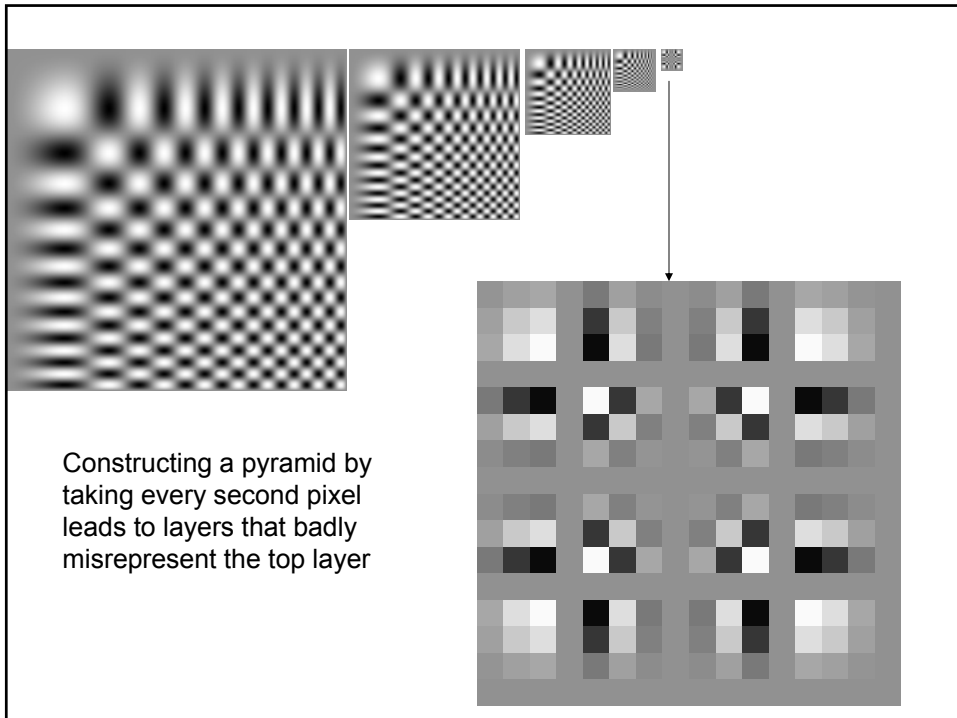 Constructing a pyramid by
taking every second pixel
leads to layers that badly
misrepresent the top layer